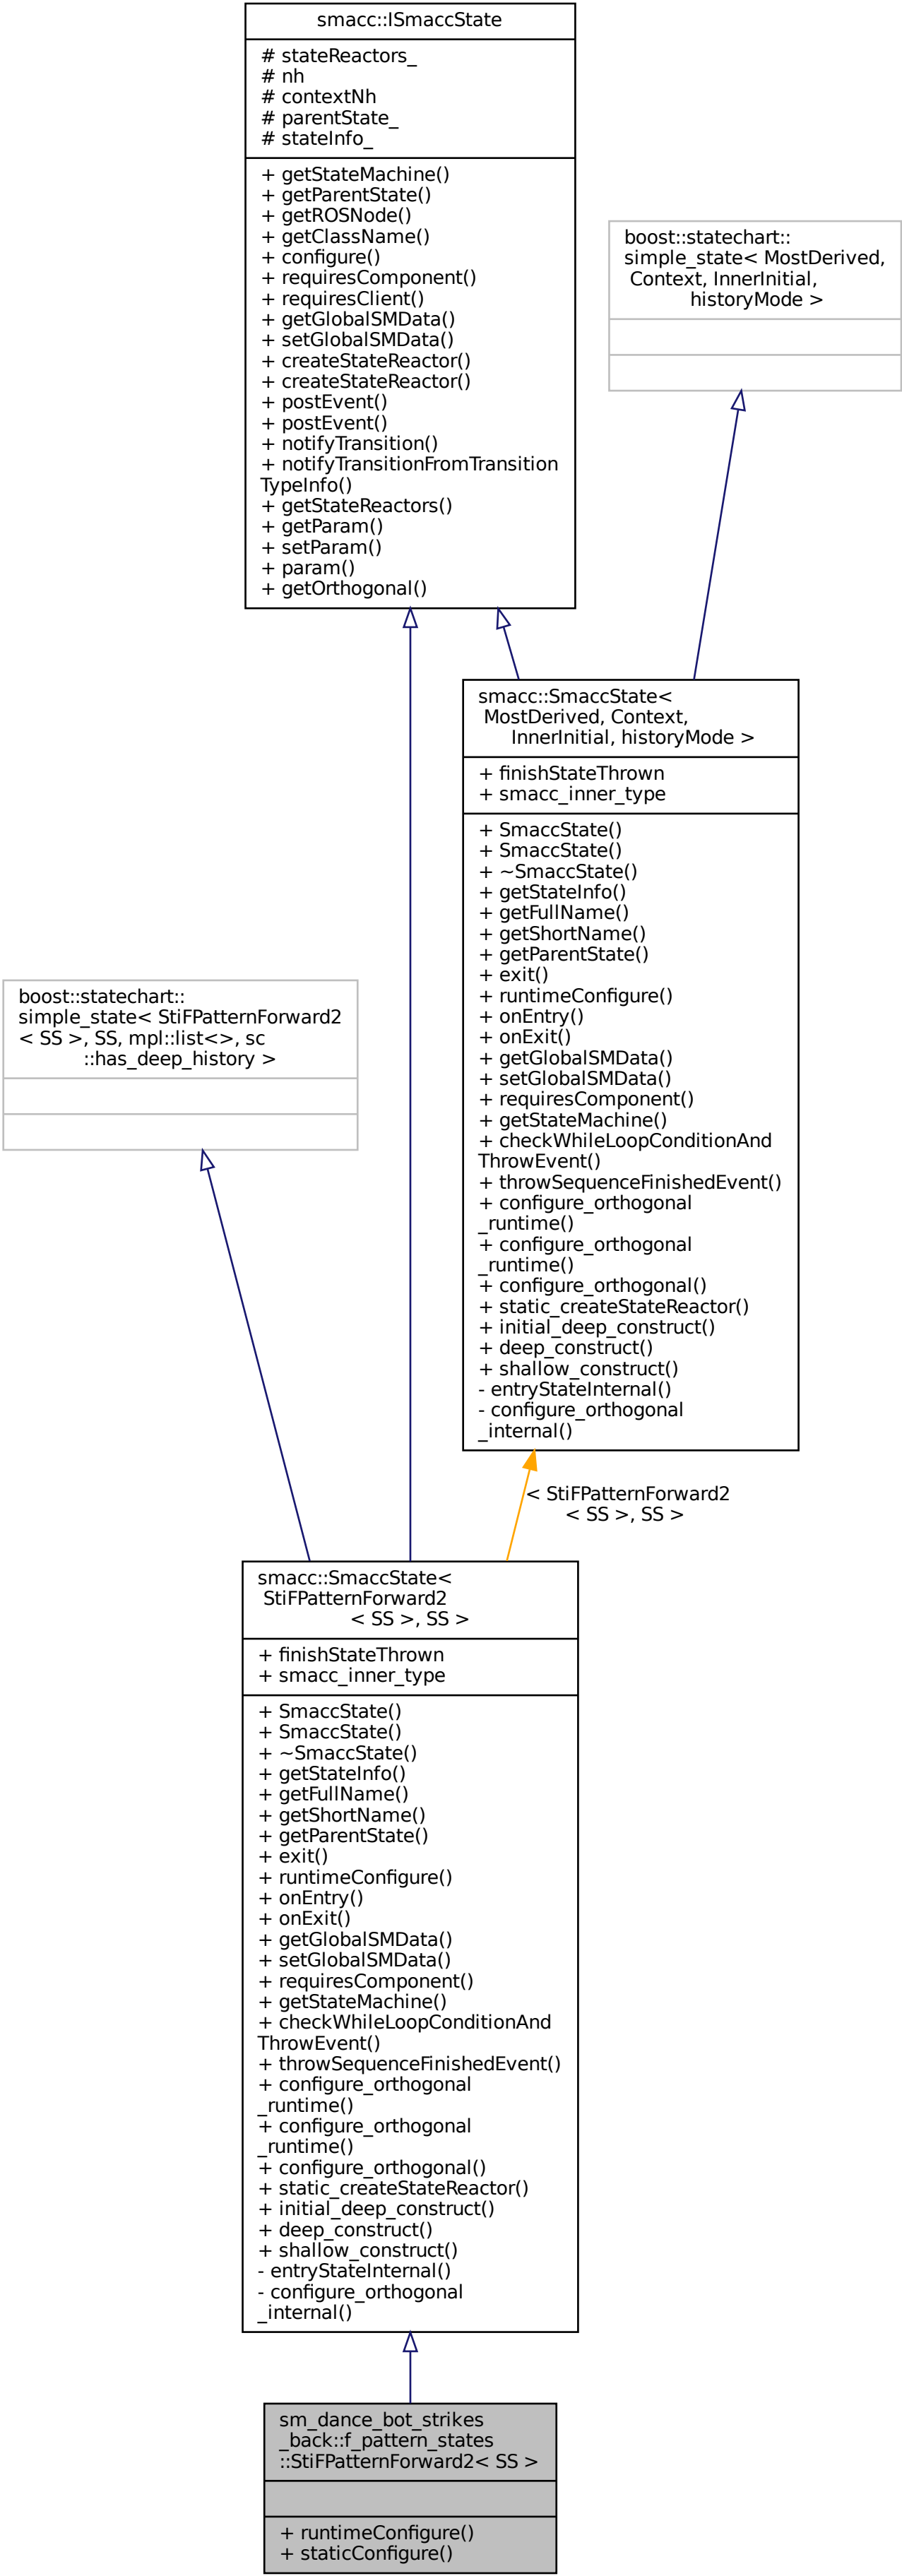 smacc::ISmaccState
# stateReactors_
# nh
# contextNh
# parentState_
# stateInfo_
+ getStateMachine()
+ getParentState()
+ getROSNode()
+ getClassName()
+ configure()
+ requiresComponent()
+ requiresClient()
+ getGlobalSMData()
+ setGlobalSMData()
+ createStateReactor()
+ createStateReactor()
+ postEvent()
+ postEvent()
+ notifyTransition()
+ notifyTransitionFromTransition
TypeInfo()
+ getStateReactors()
+ getParam()
+ setParam()
+ param()
+ getOrthogonal()
boost::statechart::
simple_state< MostDerived,
Context, InnerInitial,
historyMode >
smacc::SmaccState<
MostDerived, Context,
InnerInitial, historyMode >
+ finishStateThrown
+ smacc_inner_type
+ SmaccState()
+ SmaccState()
+ ~SmaccState()
+ getStateInfo()
+ getFullName()
+ getShortName()
+ getParentState()
+ exit()
+ runtimeConfigure()
+ onEntry()
+ onExit()
+ getGlobalSMData()
+ setGlobalSMData()
+ requiresComponent()
+ getStateMachine()
+ checkWhileLoopConditionAnd
ThrowEvent()
+ throwSequenceFinishedEvent()
+ configure_orthogonal
_runtime()
+ configure_orthogonal
_runtime()
+ configure_orthogonal()
+ static_createStateReactor()
+ initial_deep_construct()
+ deep_construct()
+ shallow_construct()
- entryStateInternal()
- configure_orthogonal
_internal()
boost::statechart::
simple_state< StiFPatternForward2
< SS >, SS, mpl::list<>, sc
::has_deep_history >
< StiFPatternForward2
< SS >, SS >
smacc::SmaccState<
StiFPatternForward2
< SS >, SS >
+ finishStateThrown
+ smacc_inner_type
+ SmaccState()
+ SmaccState()
+ ~SmaccState()
+ getStateInfo()
+ getFullName()
+ getShortName()
+ getParentState()
+ exit()
+ runtimeConfigure()
+ onEntry()
+ onExit()
+ getGlobalSMData()
+ setGlobalSMData()
+ requiresComponent()
+ getStateMachine()
+ checkWhileLoopConditionAnd
ThrowEvent()
+ throwSequenceFinishedEvent()
+ configure_orthogonal
_runtime()
+ configure_orthogonal
_runtime()
+ configure_orthogonal()
+ static_createStateReactor()
+ initial_deep_construct()
+ deep_construct()
+ shallow_construct()
- entryStateInternal()
- configure_orthogonal
_internal()
sm_dance_bot_strikes
_back::f_pattern_states
::StiFPatternForward2< SS >
+ runtimeConfigure()
+ staticConfigure()